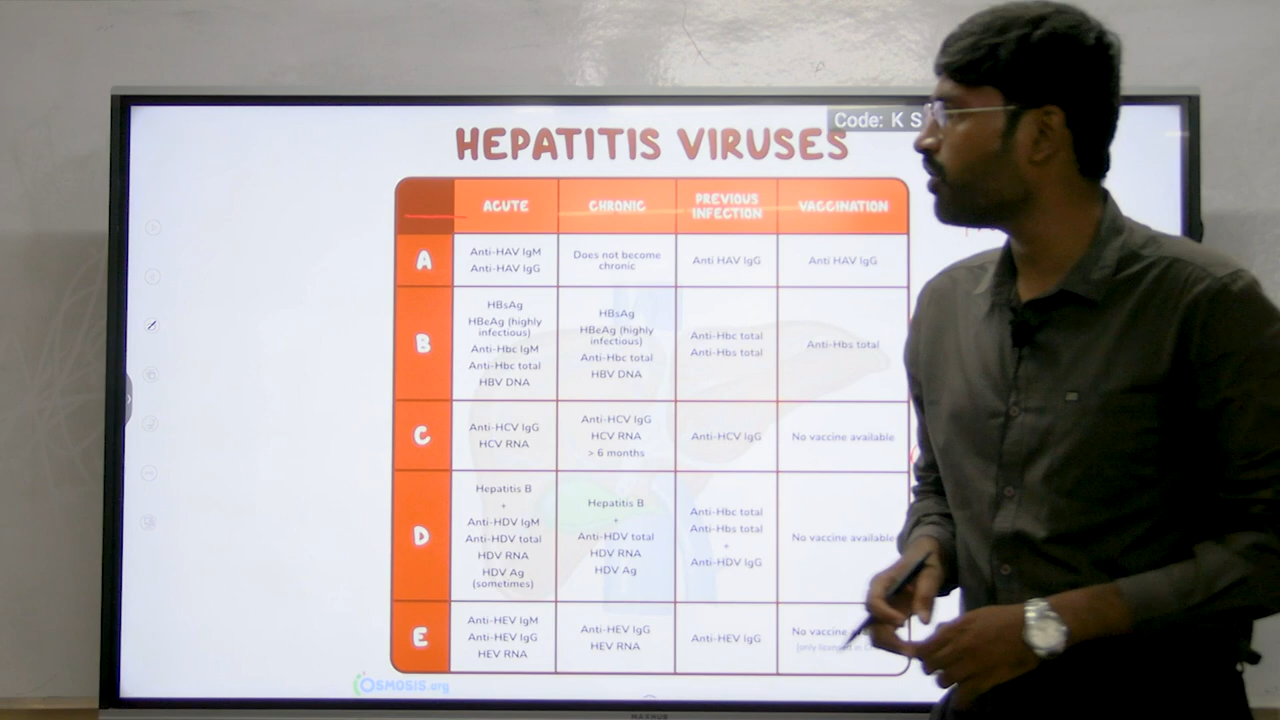 Code: K S
HEPATITIS VIRUSES
ACUTE
CHRONIC
PREVIOUS
INFECTION
VACCINATION
A
Anti-HAV IgM
Anti-HAV IgG
Does not become
chronic
Anti HAV IgG
Anti HAV IgG
B
HBsAg
HBeAg (highly
infectious)
Anti-Hbc IgM
Anti-Hbc total
HBV DNA
HBsAg
HBeAg (highly
infectious)
Anti-Hbc total
HBV DNA
Anti-Hbc total
Anti-Hbs total
Anti-Hbs total
C
Anti-HCV IgG
HCV RNA
Anti-HCV IgG
HCV RNA
> 6 months
Anti-HCV IgG
No vaccine available
D
Hepatitis B
+
Anti-HDV IgM
Anti-HDV total
HDV RNA
HDV Ag
(sometimes)
Hepatitis B
+
Anti-HDV total
HDV RNA
HDV Ag
Anti-Hbc total
Anti-Hbs total
+
Anti-HDV IgG
No vaccine available
E
Anti-HEV IgM
Anti-HEV IgG
HEV RNA
Anti-HEV IgG
HEV RNA
Anti-HEV IgG
No vaccine
(only
OSMOSIS.org
MAXHUB